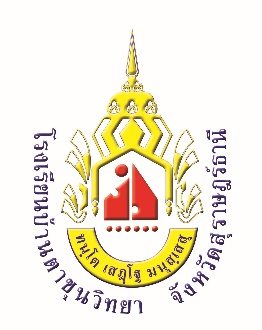 โรงเรียนบ้านตาขุนวิทยา จังหวัดสุราษฎร์ธานี
ทนฺโต เสฏฺโฐ มนุสฺเสสุ